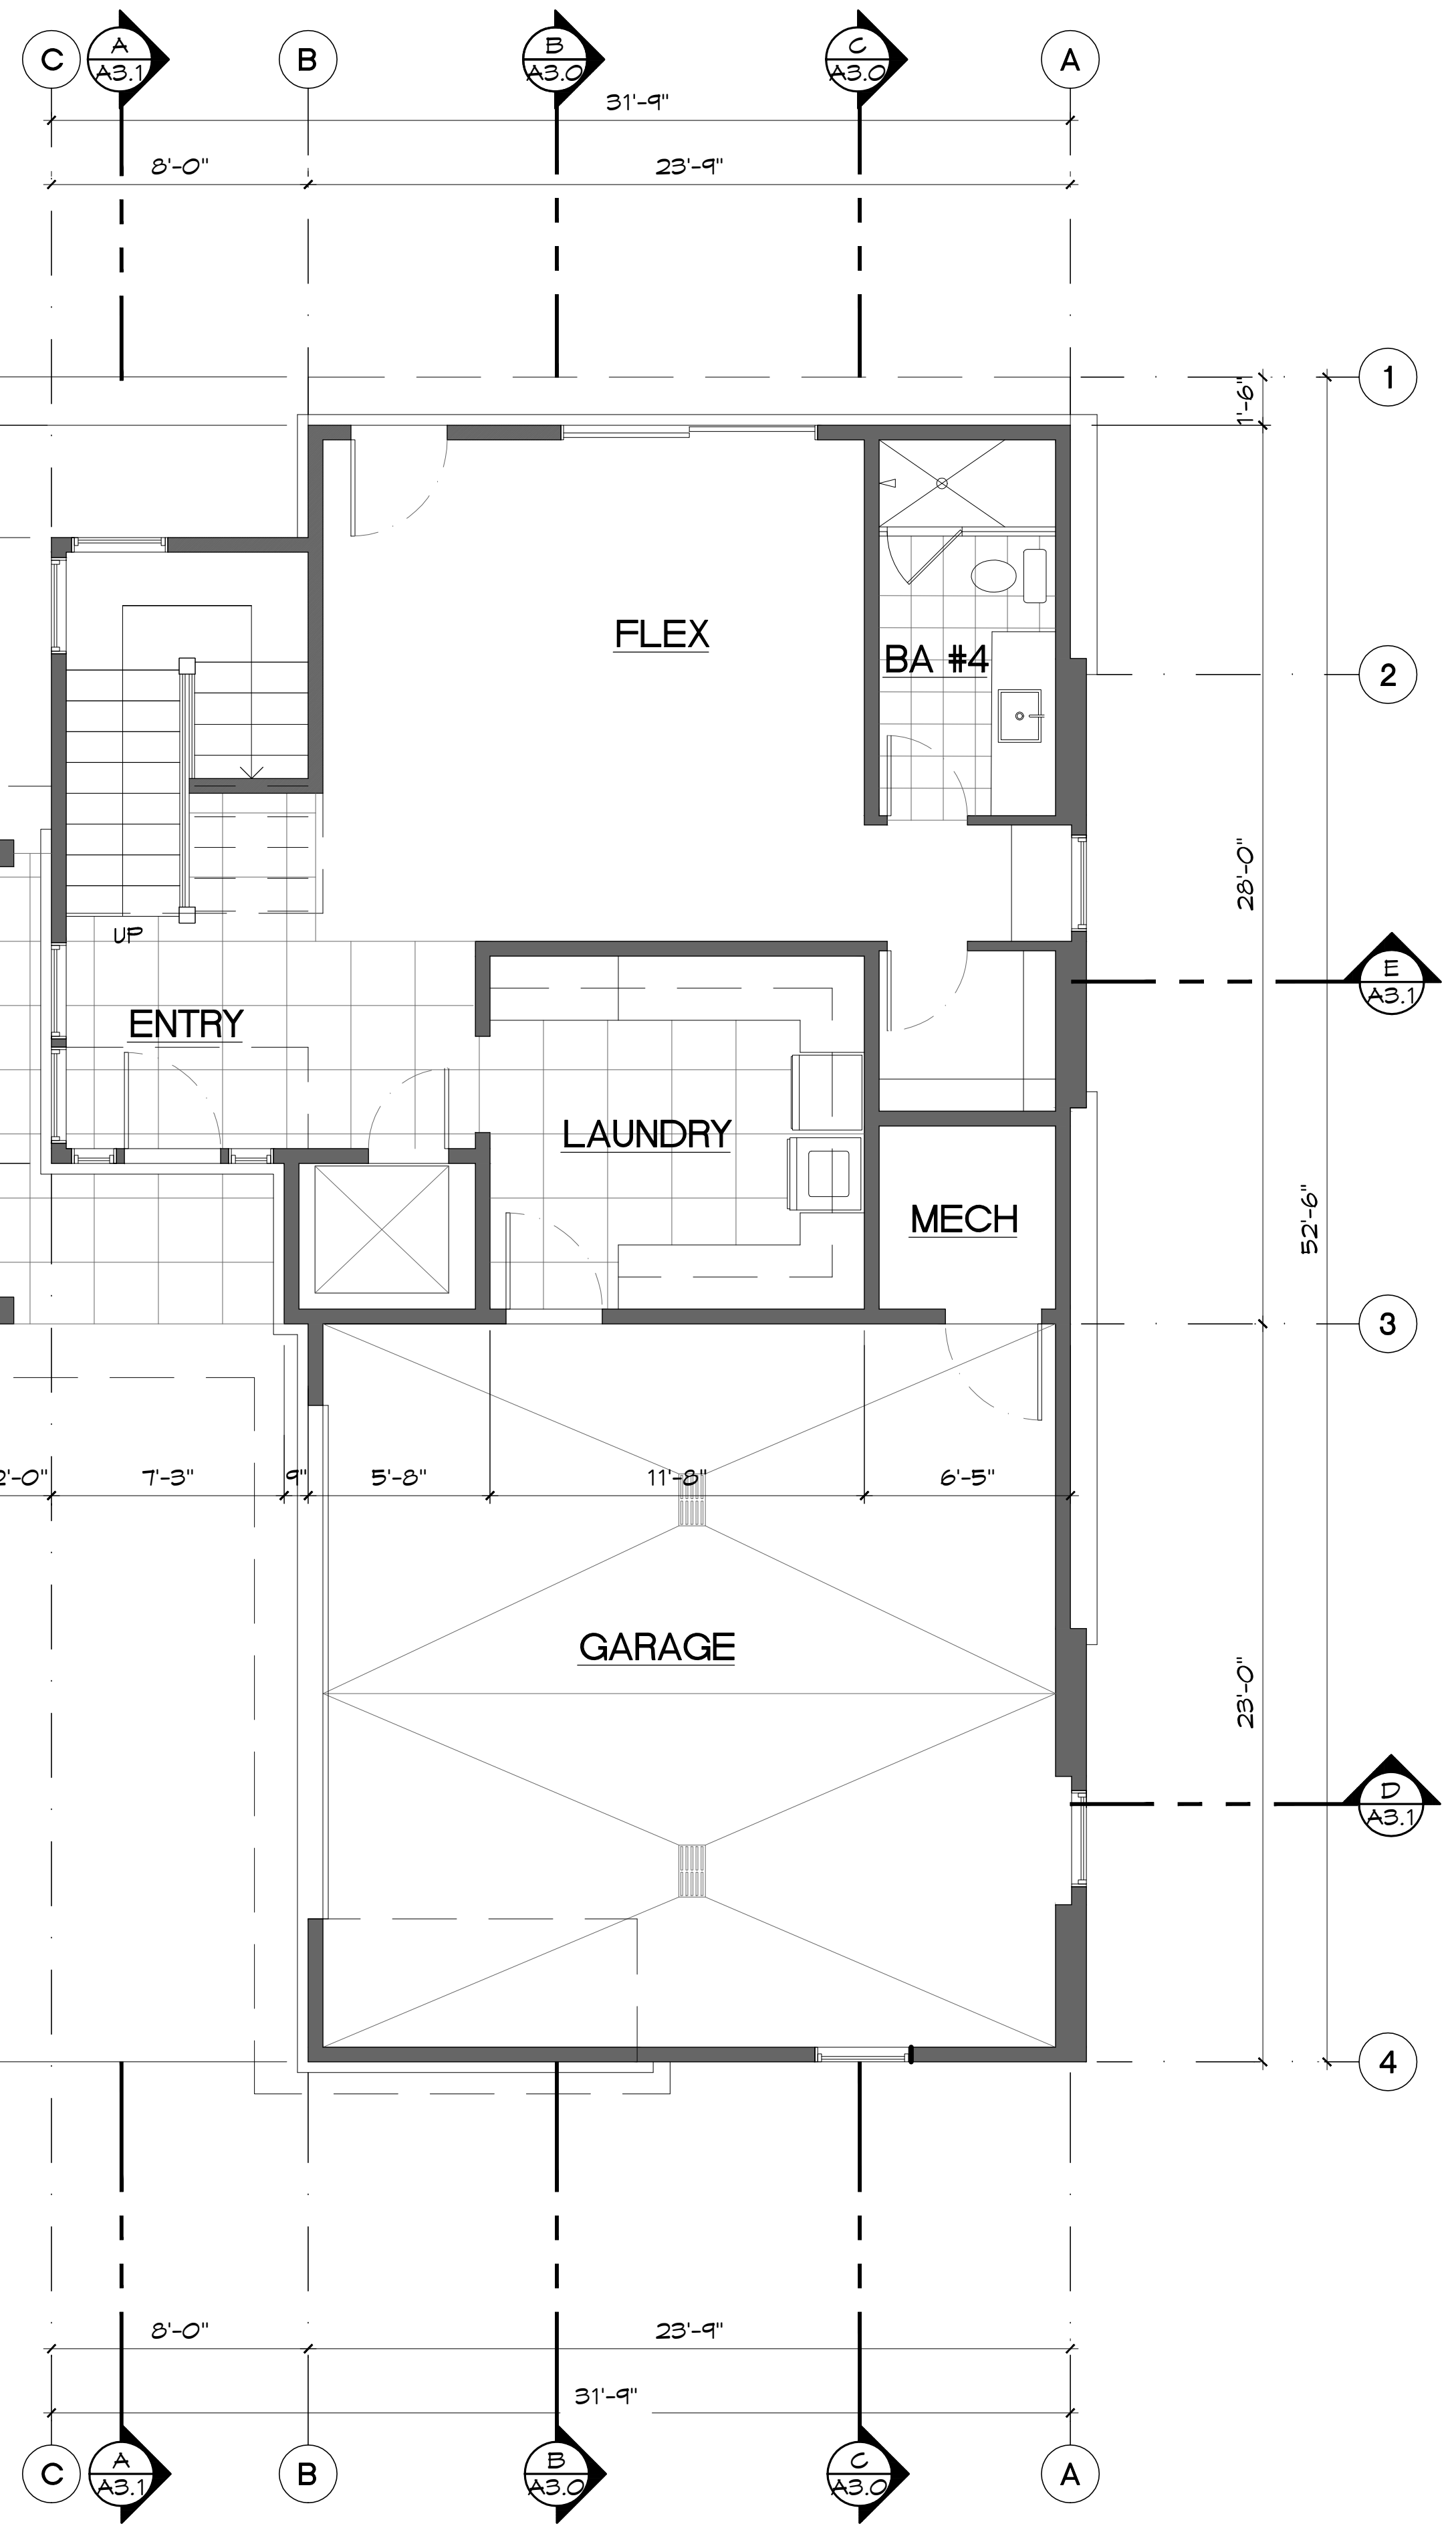 C
A
A3.1
B
B
A3.0
C
A3.0
A
31'-9"
8'-0"
23'-9"
1
1'-6"
FLEX
BA #4
2
28'-0"
UP
E
A3.1
ENTRY
LAUNDRY
MECH
52'-6"
3
2'-0"
7'-3"
9"
5'-8"
11'-8"
6'-5"
GARAGE
23'-0"
D
A3.1
4
8'-0"
23'-9"
31'-9"
C
A
A3.1
B
B
A3.0
C
A3.0
A